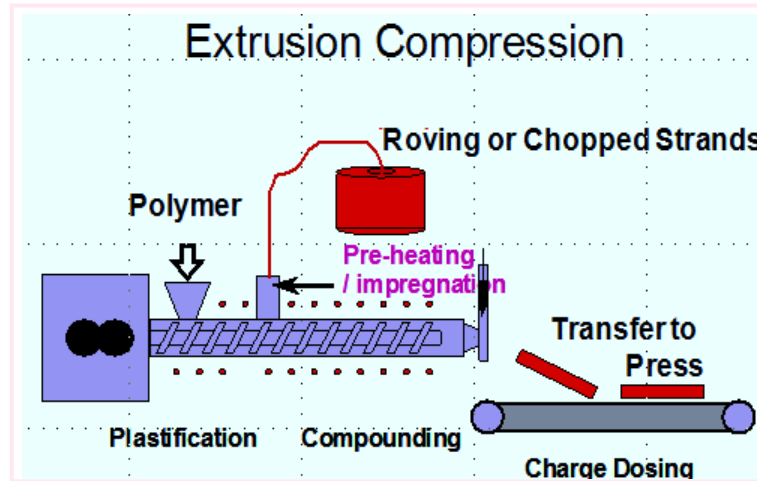 Extrusion Compression
Roving or Chopped Strands
Polymer
Pre-heating
/ impregnation
Transfer to
Press
Plastification
Compounding
Charge Dosing